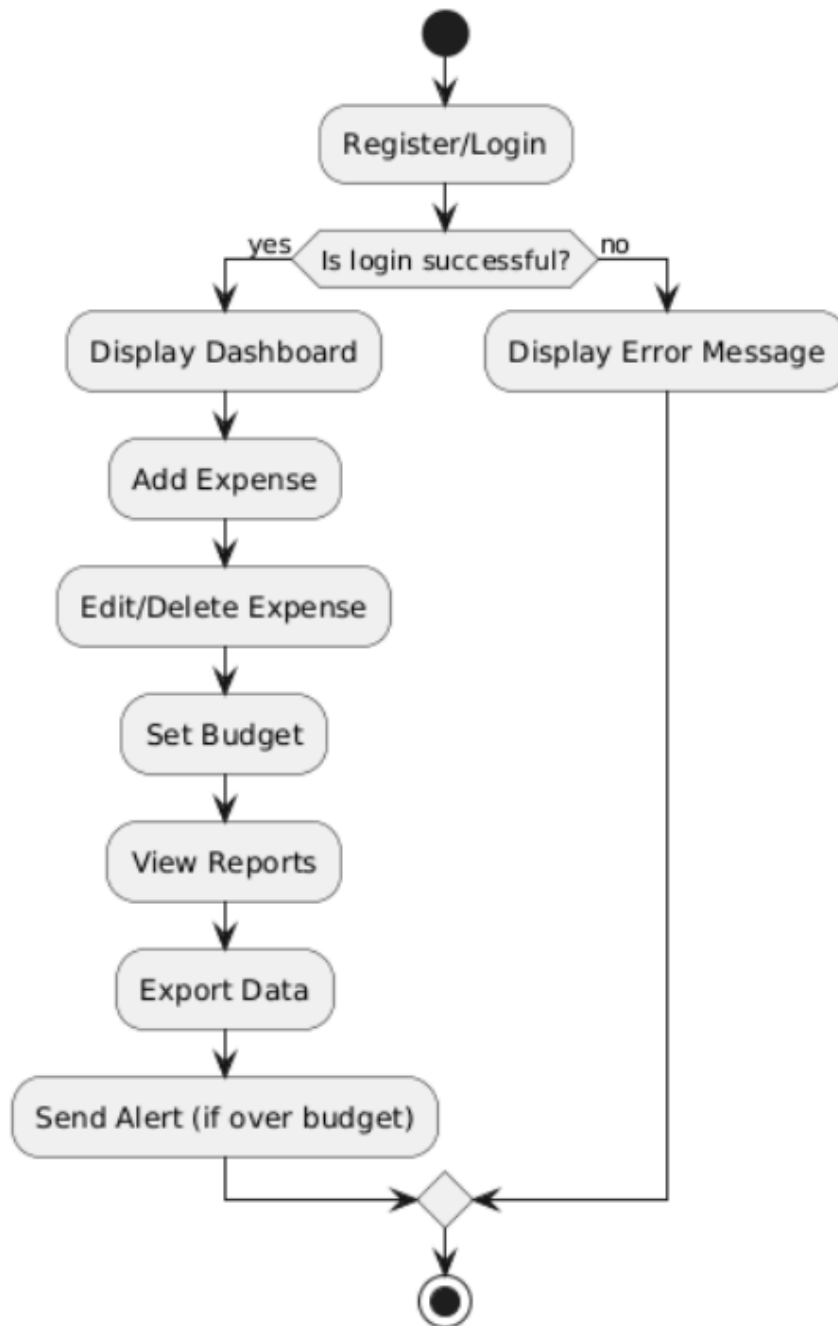 Register/Login
yes
Is login successful?
no
Display Dashboard
Display Error Message
Add Expense
Edit/Delete Expense
Set Budget
View Reports
Export Data
Send Alert (if over budget)